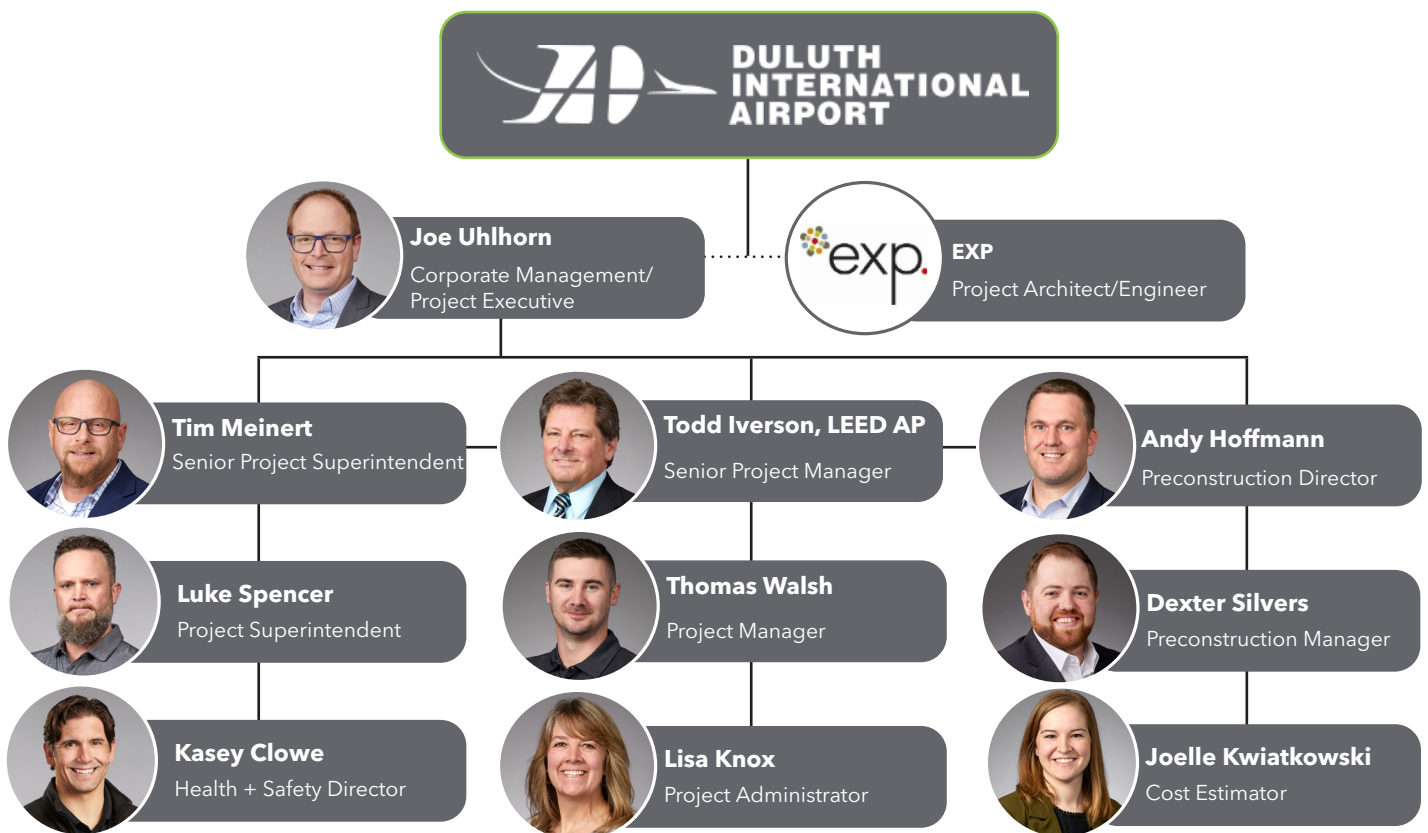 DULUTH
INTERNATIONAL
AIRPORT
Joe Uhlhorn
Corporate Management/
Project Executive
exp.
EXP
Project Architect/Engineer
Tim Meinert
Senior Project Superintendent
Todd Iverson, LEED AP
Senior Project Manager
Andy Hoffmann
Preconstruction Director
Luke Spencer
Project Superintendent
Thomas Walsh
Project Manager
Dexter Silvers
Preconstruction Manager
Kasey Clowe
Health + Safety Director
Lisa Knox
Project Administrator
Joelle Kwiatkowski
Cost Estimator